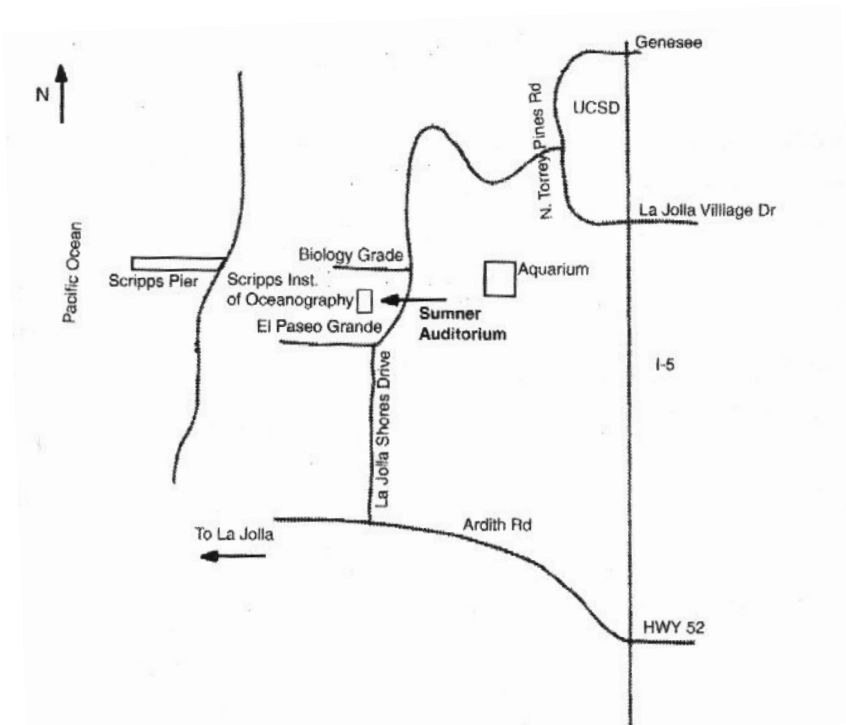 Genesee
N
UCSD
N. Torrey Pines Rd
La Jolla Villiage Dr
Pacific Ocean
Biology Grade
Aquarium
Scripps Pier
Scripps Inst.
of Oceanography
Sumner
Auditorium
El Paseo Grande
I-5
La Jolla Shores Drive
Ardith Rd
To La Jolla
HWY 52